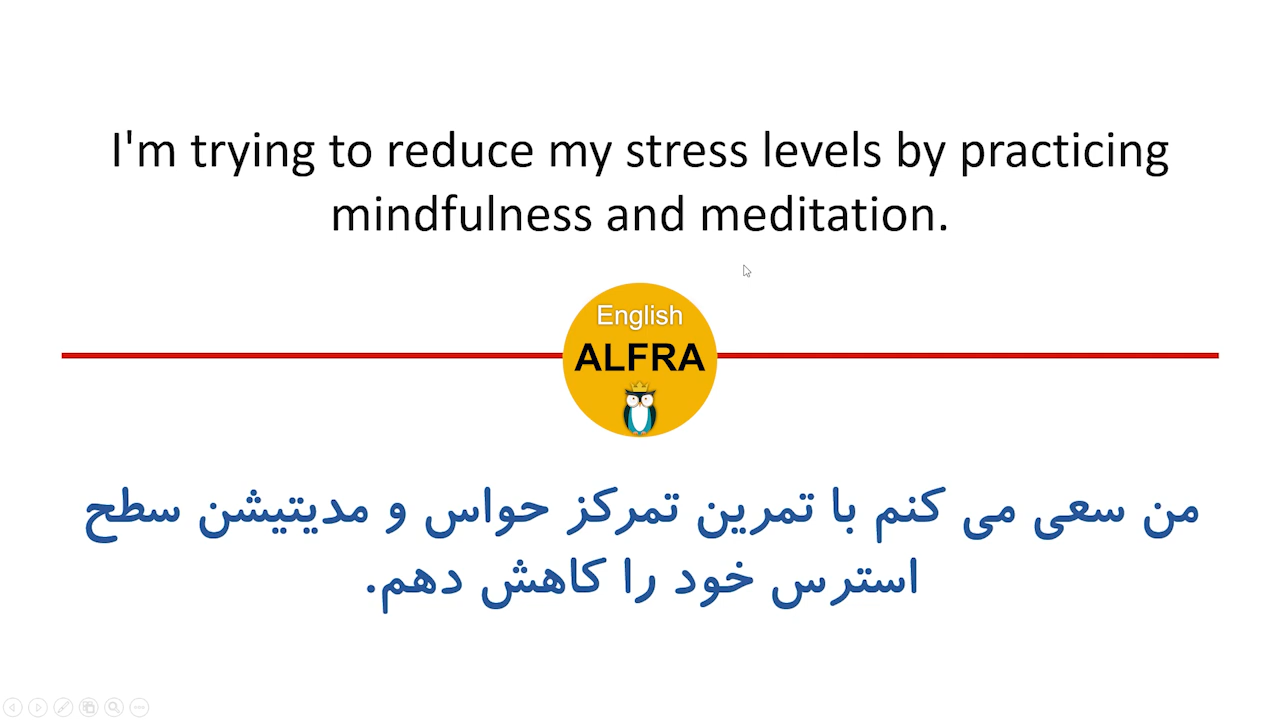 I'm trying to reduce my stress levels by practicing
mindfulness and meditation.
English
ALFRA
من سعی می کنم با تمرین تمرکز حواس و مدیتیشن سطح
استرس خود را کاهش دهم.